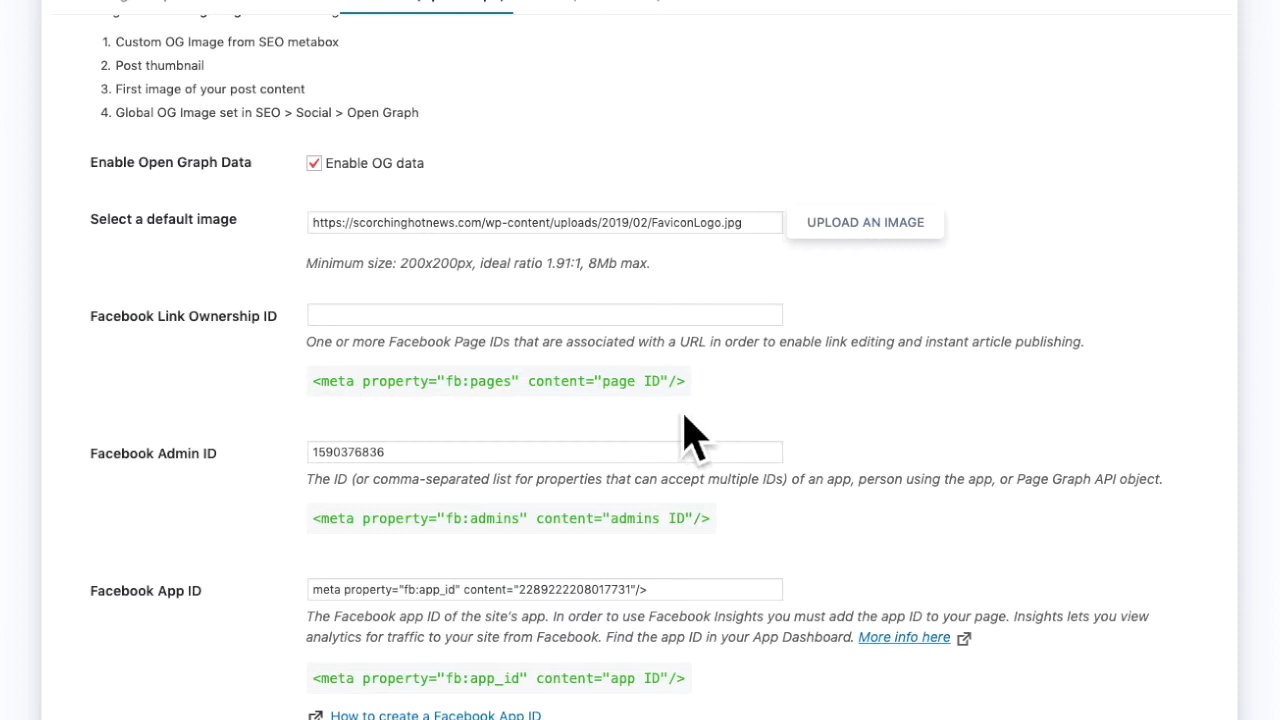 1. Custom OG Image from SEO metabox
2. Post thumbnail
3. First image of your post content
4. Global OG Image set in SEO > Social > Open Graph
Enable Open Graph Data
Enable OG data
Select a default image
https://scorchinghotnews.com/wp-content/uploads/2019/02/FaviconLogo.jpg
UPLOAD AN IMAGE
Minimum size: 200x200px, ideal ratio 1.91:1, 8Mb max.
Facebook Link Ownership ID
One or more Facebook Page IDs that are associated with a URL in order to enable link editing and instant article publishing.
<meta property="fb:pages" content="page ID"/>
Facebook Admin ID
1590376836
The ID (or comma-separated list for properties that can accept multiple IDs) of an app, person using the app, or Page Graph API object.
<meta property="fb:admins" content="admins ID"/>
Facebook App ID
meta property="fb:app_id" content="2289222208017731"/>
The Facebook app ID of the site's app. In order to use Facebook Insights you must add the app ID to your page. Insights lets you view
analytics for traffic to your site from Facebook. Find the app ID in your App Dashboard. More info here
<meta property="fb:app_id" content="app ID"/>
How to create a Facebook App ID